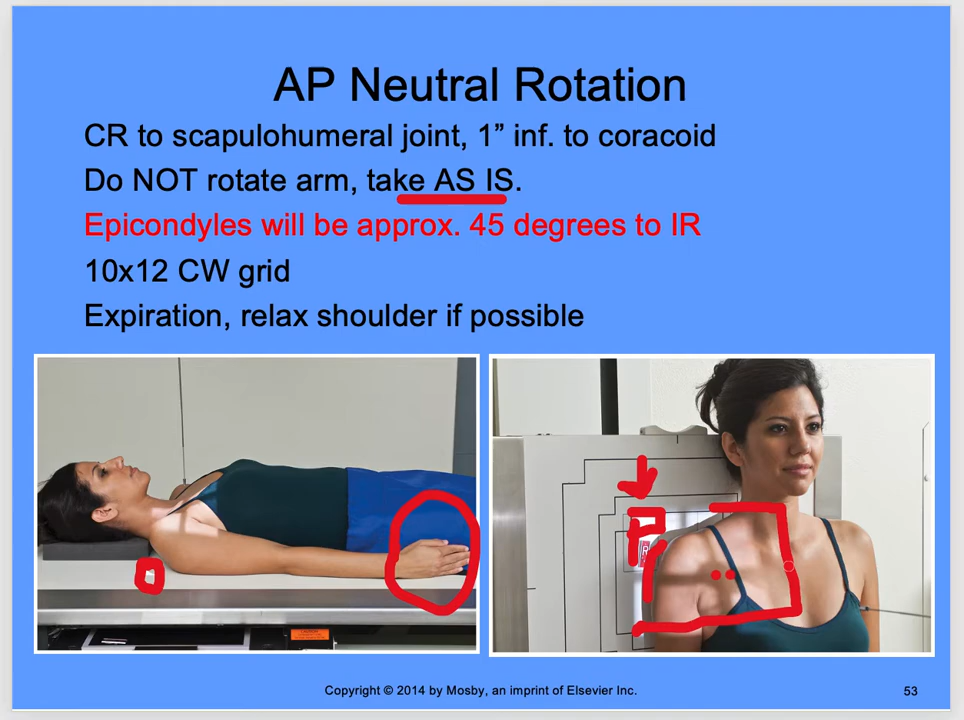 AP Neutral Rotation
CR to scapulohumeral joint, 1” inf. to coracoid
Do NOT rotate arm, take AS IS.
Epicondyles will be approx. 45 degrees to IR
10x12 CW grid
Expiration, relax shoulder if possible
R
Copyright © 2014 by Mosby, an imprint of Elsevier Inc.
53